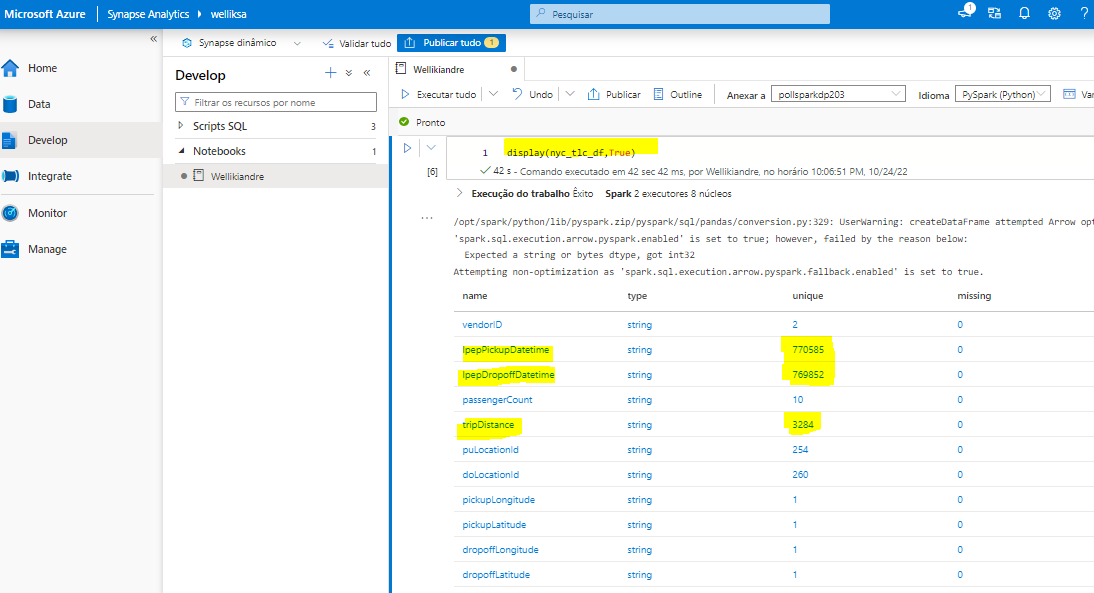 Microsoft Azure | Synapse Analytics › welliksa
Pesquisar
1
?
Synapse dinâmico
Validar tudo
Publicar tudo 1
Home
Data
Develop
Integrate
Monitor
Manage
Develop
Filtrar os recursos por nome
Scripts SQL 3
Notebooks 1
Wellikiandre
Wellikiandre
Executar tudo
Undo
Publicar
Outline
Anexar a pollsparkdp203
Idioma PySpark (Python)
Pronto
1 display(nyc_tlc_df,True)
[6]
42 s - Comando executado em 42 sec 42 ms, por Wellikiandre, no horário 10:06:51 PM, 10/24/22
Execução do trabalho Êxito Spark 2 executores 8 núcleos
/opt/spark/python/lib/pyspark.zip/pyspark/sql/pandas/conversion.py:329: UserWarning: createDataFrame attempted Arrow opt
'spark.sql.execution.arrow.pyspark.enabled' is set to true; however, failed by the reason below:
Expected a string or bytes dtype, got int32
Attempting non-optimization as 'spark.sql.execution.arrow.pyspark.fallback.enabled' is set to true.
name type unique missing
vendorID string 2 0
lpepPickupDatetime string 770585 0
lpepDropoffDatetime string 769852 0
passengerCount string 10 0
tripDistance string 3284 0
puLocationId string 254 0
doLocationId string 260 0
pickupLongitude string 1 0
pickupLatitude string 1 0
dropoffLongitude string 1 0
dropoffLatitude string 1 0